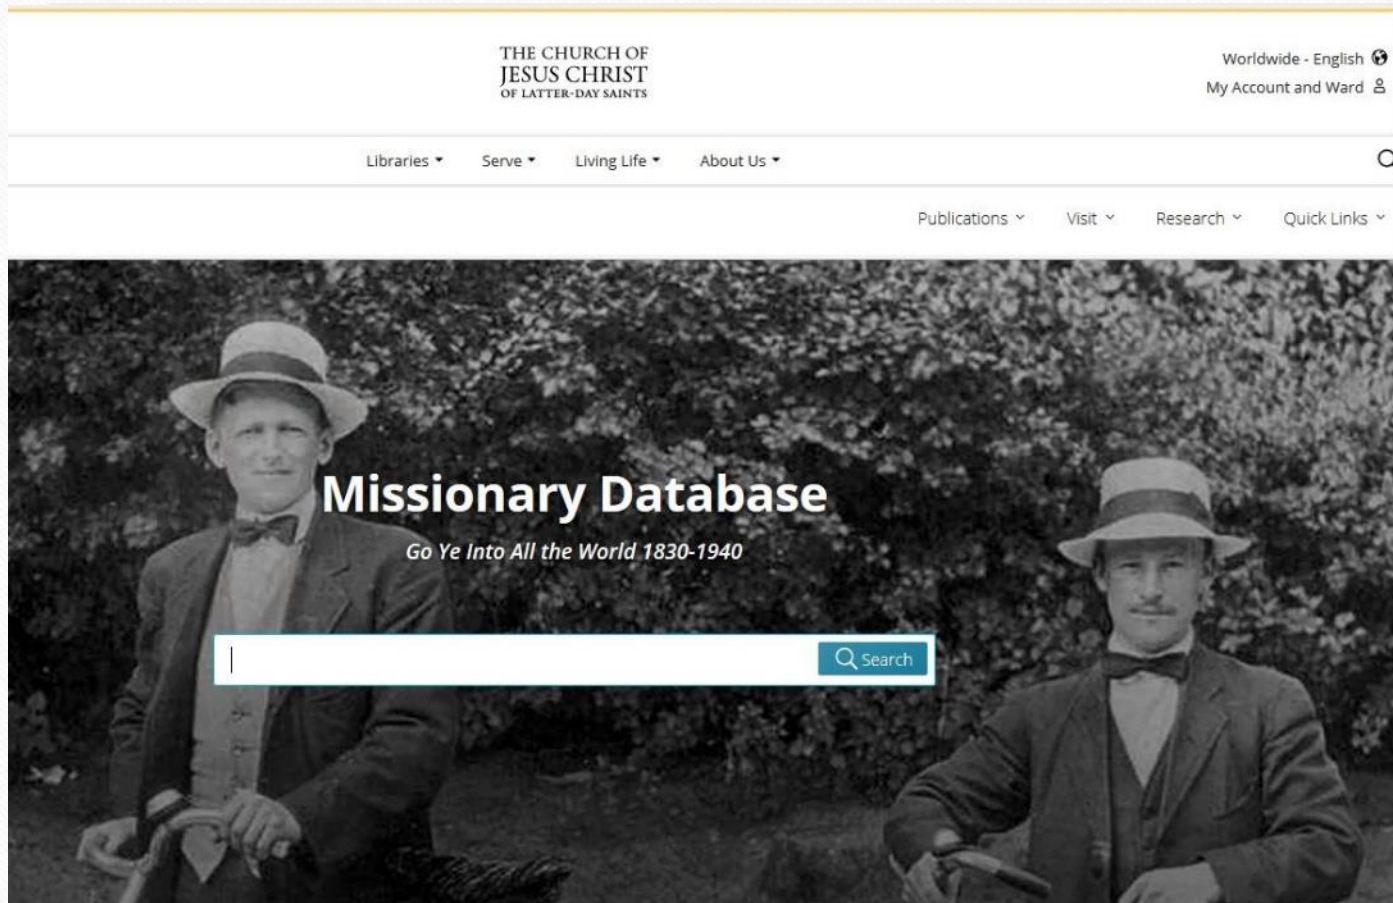 THE CHURCH OF
JESUS CHRIST
OF LATTER-DAY SAINTS
Worldwide - English
My Account and Ward
Libraries Serve Living Life About Us
Publications Visit Research Quick Links
Missionary Database
Go Ye Into All the World 1830-1940
Search